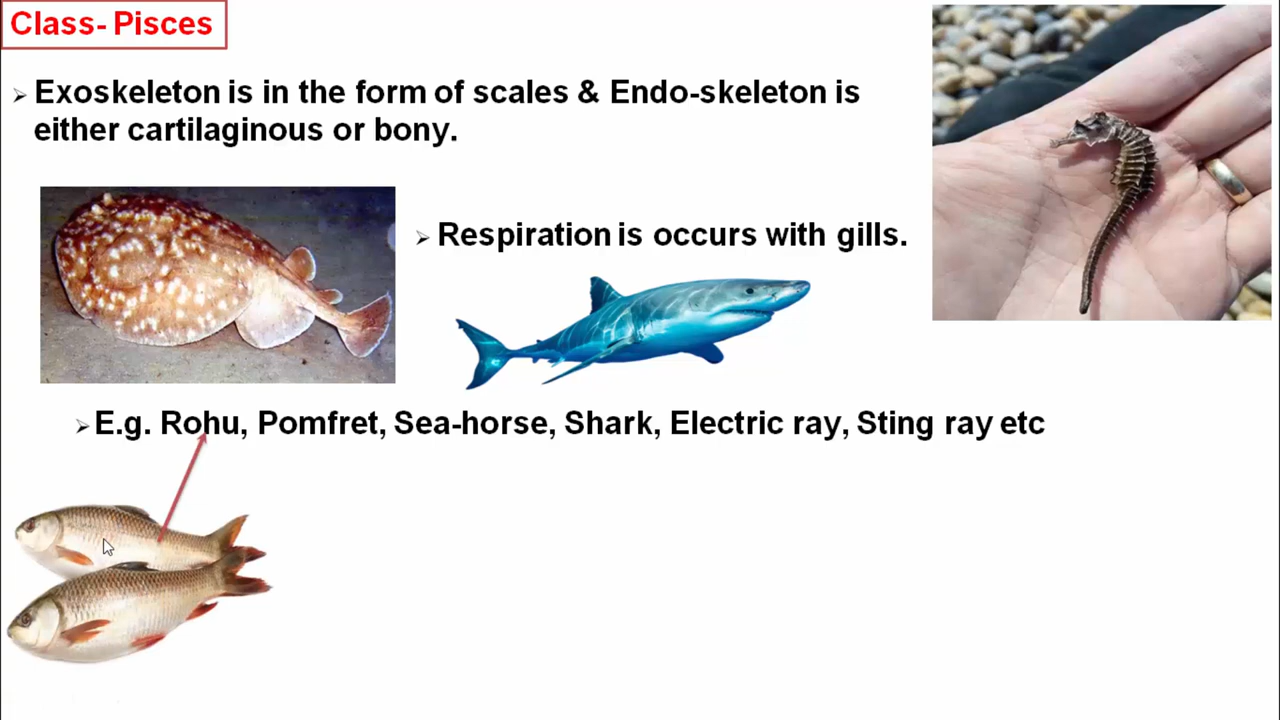 Class- Pisces
Exoskeleton is in the form of scales & Endo-skeleton is
either cartilaginous or bony.
Respiration is occurs with gills.
E.g. Rohu, Pomfret, Sea-horse, Shark, Electric ray, Sting ray etc